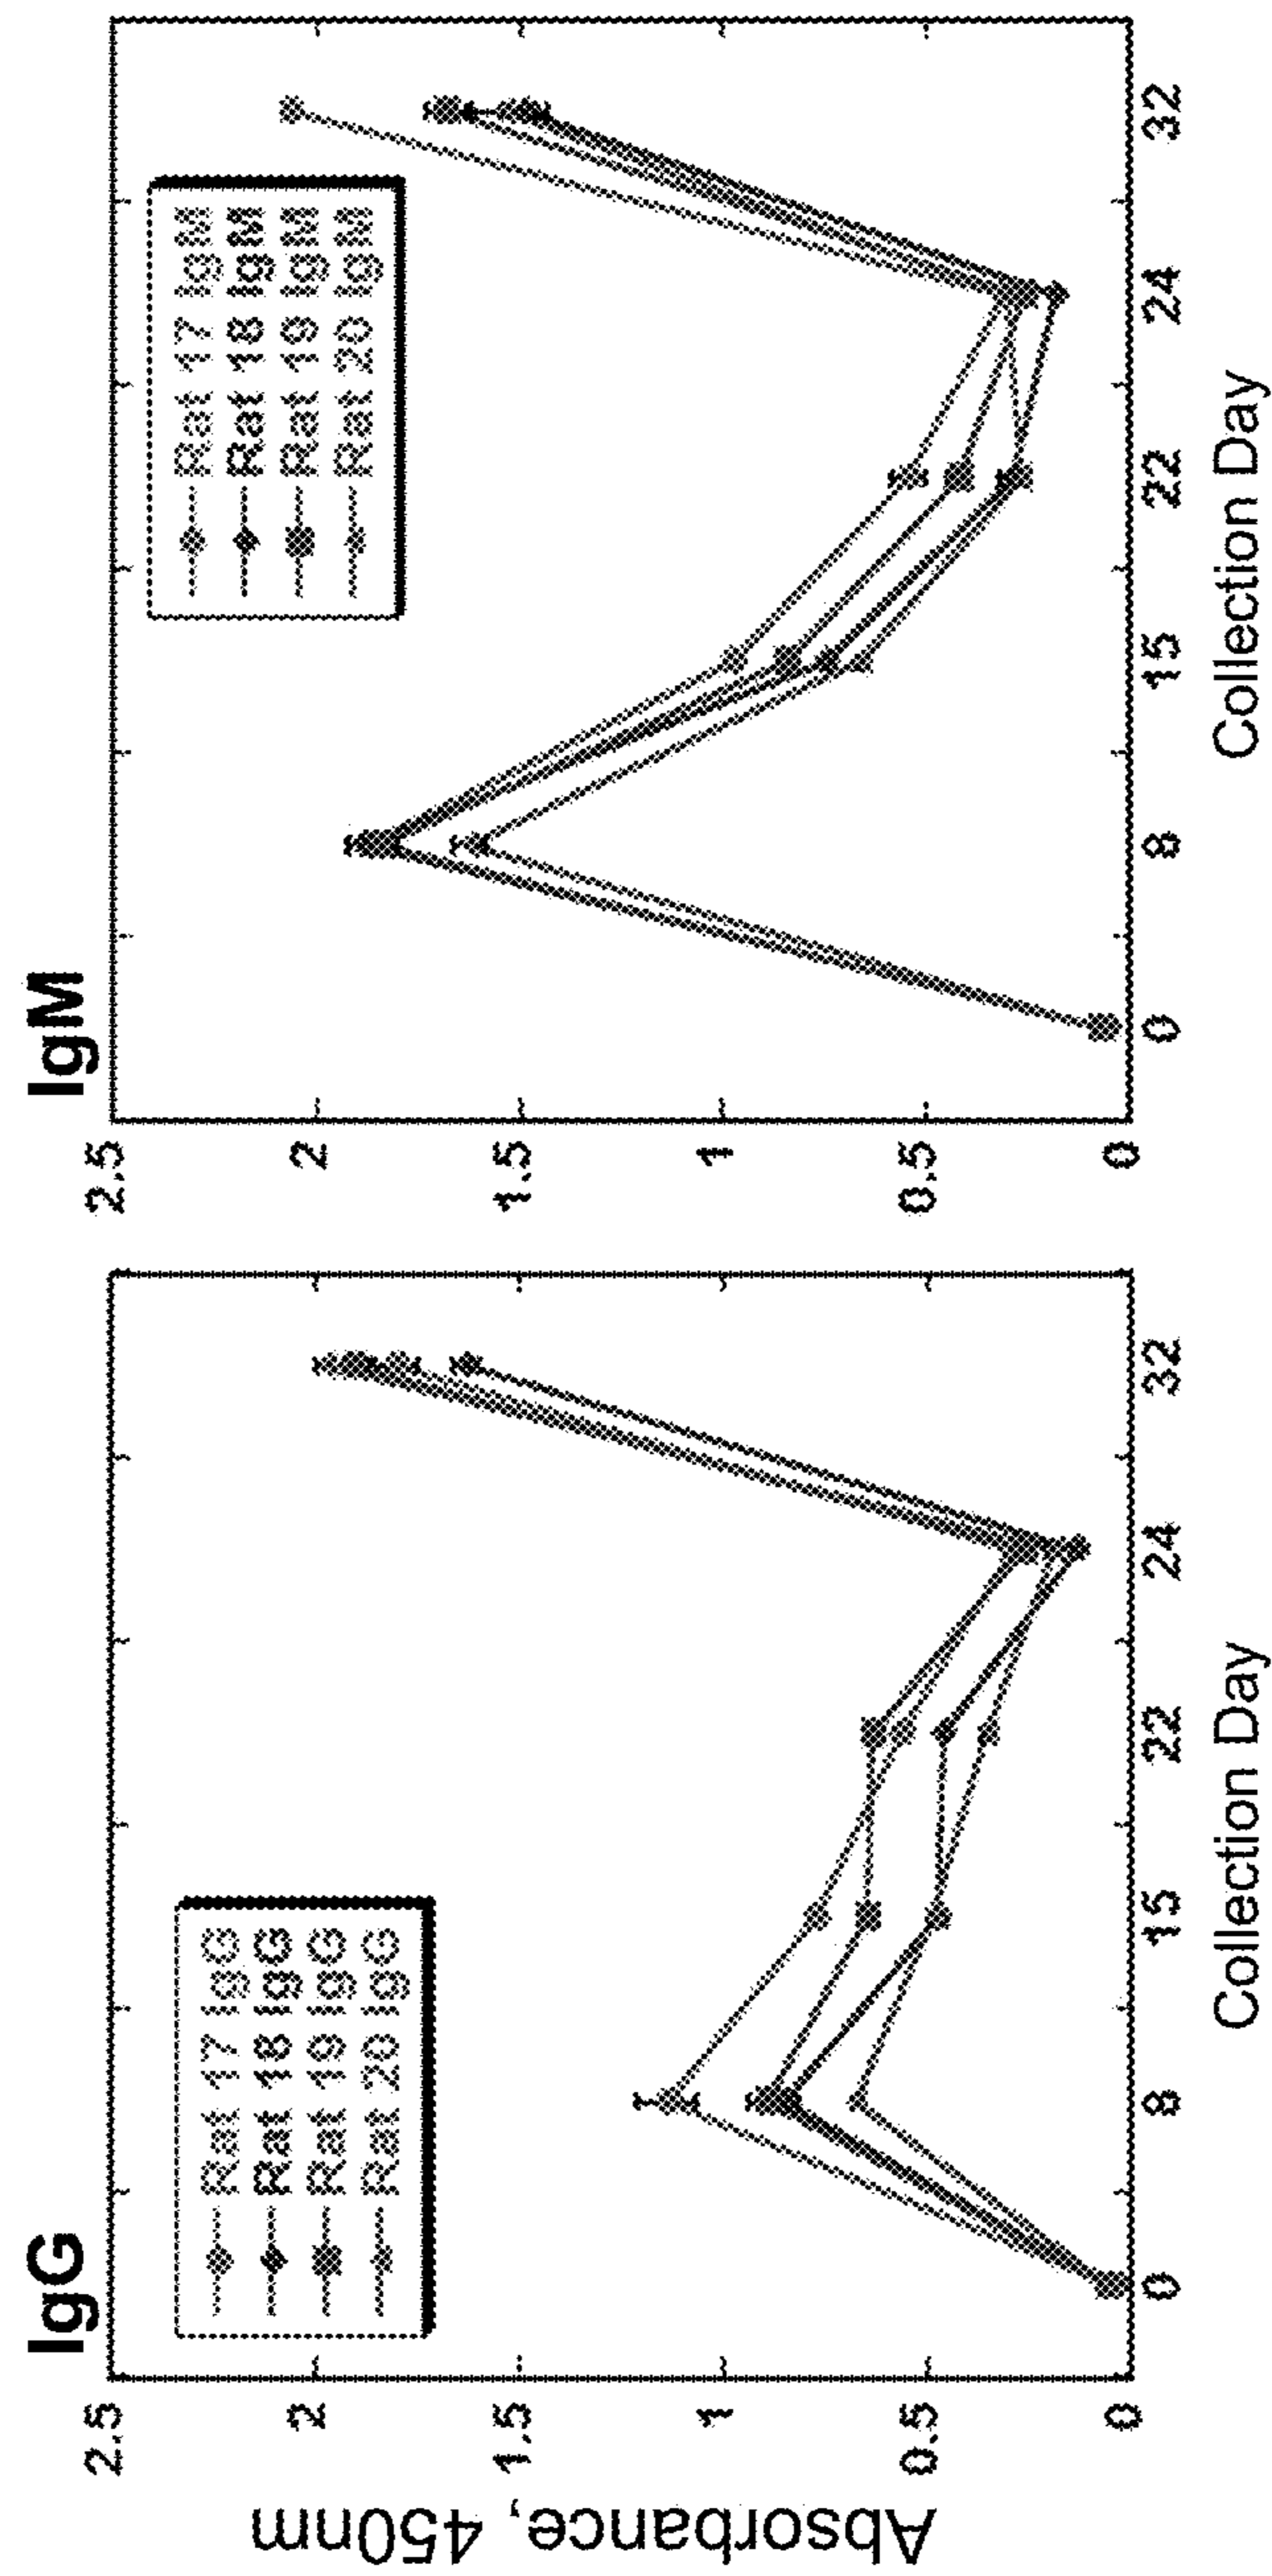 IgG
Absorbance, 450nm
2.5
2
1.5
1
0.5
0
Rat 17 IgG
Rat 18 IgG
Rat 19 IgG
Rat 20 IgG
0 8 15 22 24 32
Collection Day
IgM
2.5
2
1.5
1
0.5
0
Rat 17 IgM
Rat 18 IgM
Rat 19 IgM
Rat 20 IgM
0 8 15 22 24 32
Collection Day